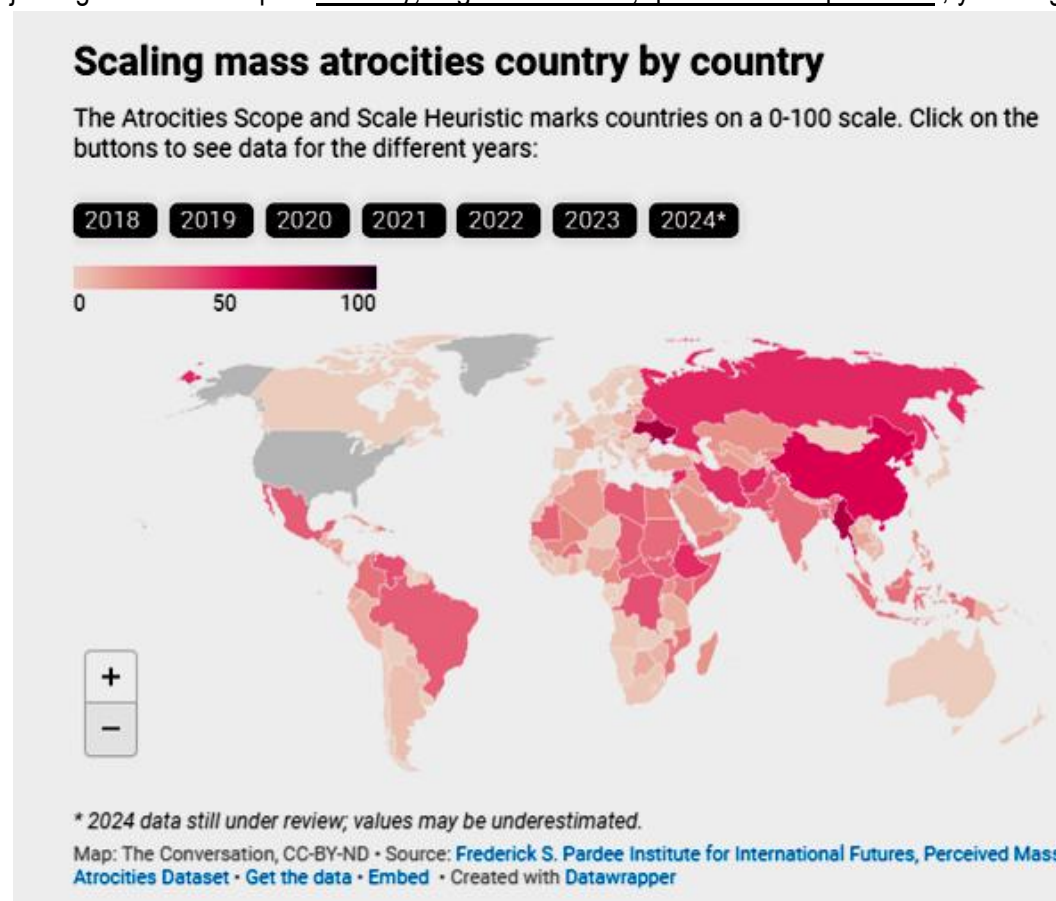 Scaling mass atrocities country by country
The Atrocities Scope and Scale Heuristic marks countries on a 0-100 scale. Click on the
buttons to see data for the different years:
2018 2019 2020 2021 2022 2023 2024*
0 50 100
+
−
* 2024 data still under review; values may be underestimated.
Map: The Conversation, CC-BY-ND • Source: Frederick S. Pardee Institute for International Futures, Perceived Mass
Atrocities Dataset • Get the data • Embed • Created with Datawrapper